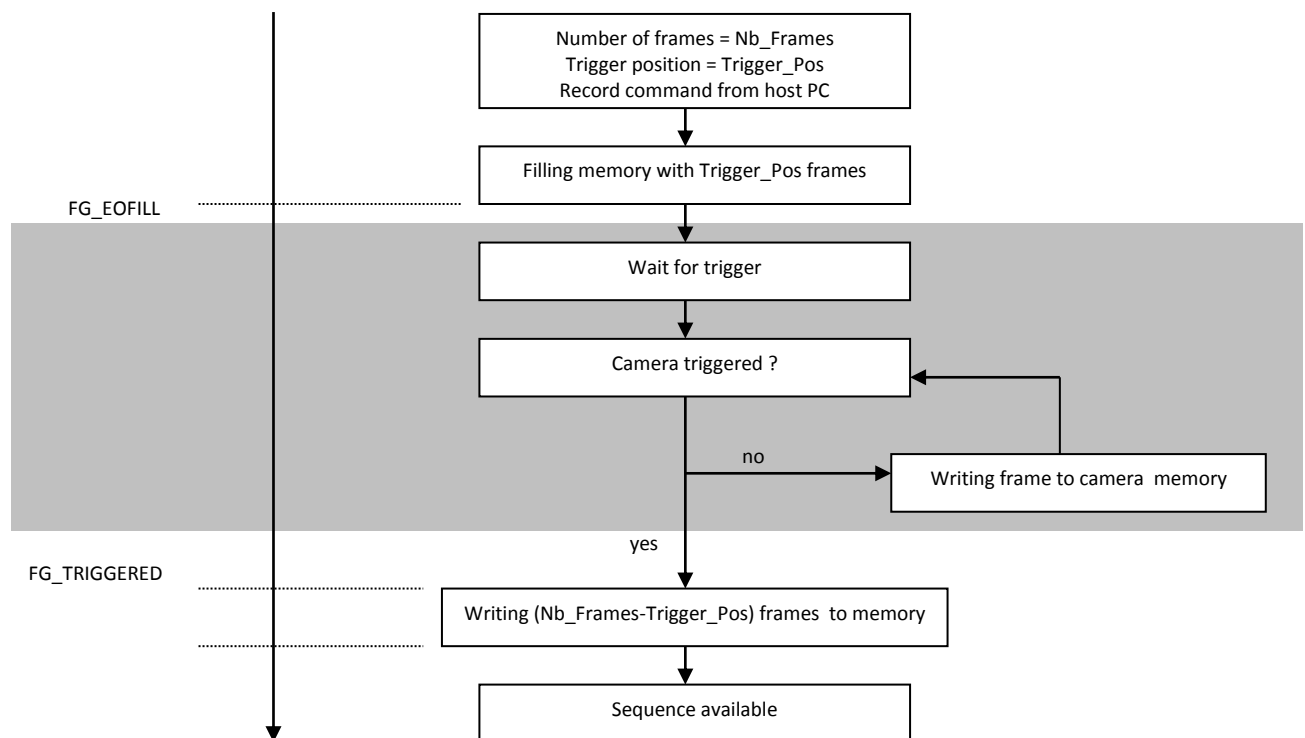 Number of frames = Nb_Frames
Trigger position = Trigger_Pos
Record command from host PC
Filling memory with Trigger_Pos frames
FG_EOFILL
Wait for trigger
Camera triggered ?
no
Writing frame to camera memory
yes
FG_TRIGGERED
Writing (Nb_Frames-Trigger_Pos) frames to memory
Sequence available